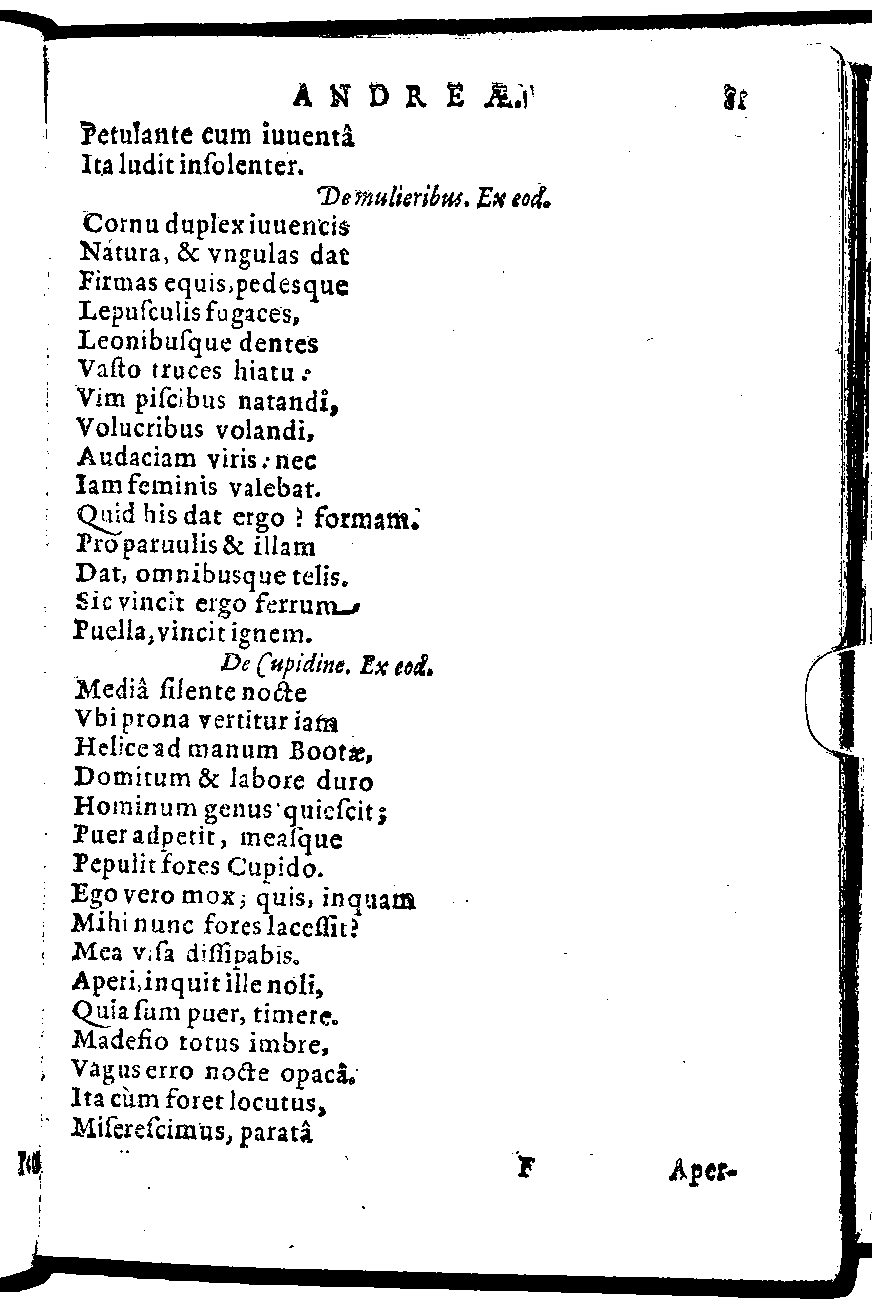 ANDREÆ. 81
Petulante cum iuuentâ
Ita ludit inſolenter.
De mulieribus. Ex eod.
Cornu duplex iuuencis
Natura, & vngulas dat
Firmas equis, pedesque
Lepuſculis fugaces,
Leonibuſque dentes
Vaſto truces hiatu:
Vim piſcibus natandi,
Volucribus volandi,
Audaciam viris: nec
Iam feminis valebat.
Quid his dat ergo? formam.
Pro paruulis & illam
Dat, omnibusque telis.
Sic vincit ergo ferrum
Puella, vincit ignem.
De Cupidine. Ex eod.
Mediâ ſilente nocte
Vbi prona vertitur iam
Helice ad manum Bootæ,
Domitum & labore duro
Hominum genus quieſcit;
Puer adpetit, meaſque
Pepulit fores Cupido.
Ego vero mox; quis, inquam
Mihi nunc fores laceſſit?
Mea viſa diſſipabis.
Aperi, inquit ille noli,
Quia ſum puer, timere.
Madefio totus imbre,
Vagus erro nocte opacâ.
Ita cùm foret locutus,
Miſereſcimus, paratâ
F Aper-